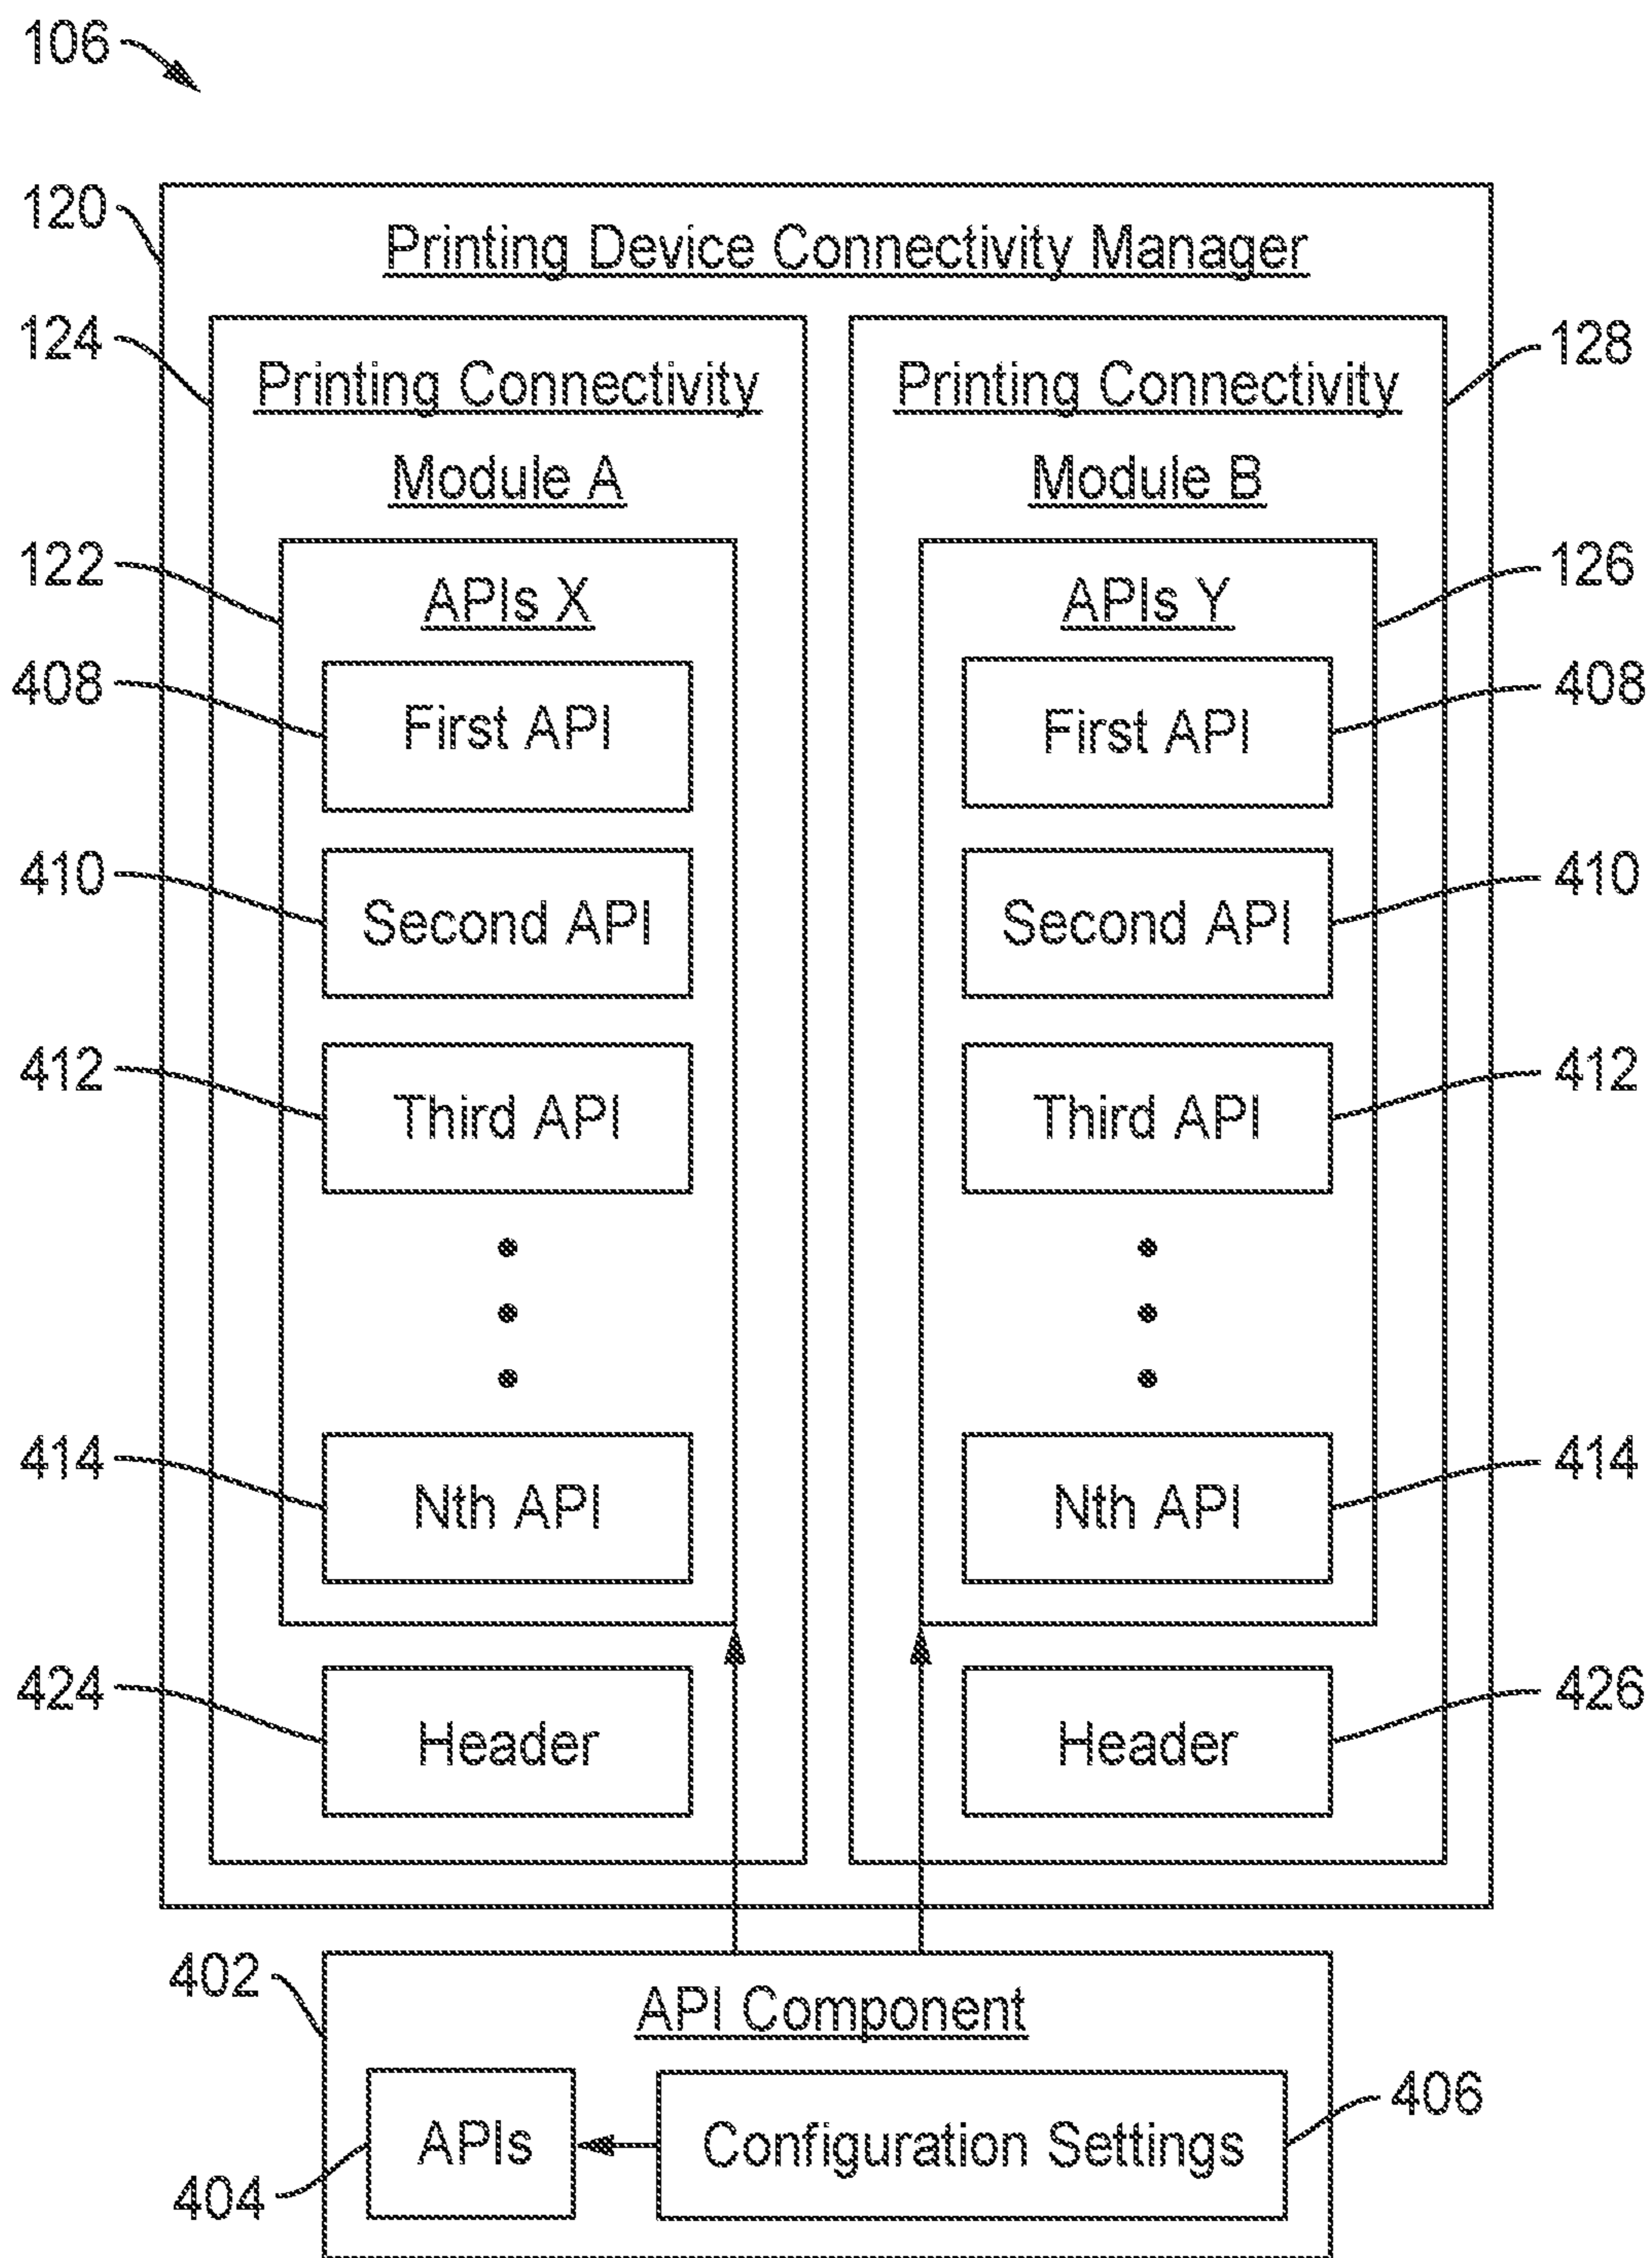 106
120
Printing Device Connectivity Manager
124
Printing Connectivity
Module A
Printing Connectivity
Module B
128
122
APIs X
APIs Y
126
408
First API
First API
408
410
Second API
Second API
410
412
Third API
Third API
412
414
Nth API
Nth API
414
424
Header
Header
426
402
API Component
APIs
Configuration Settings
406
404